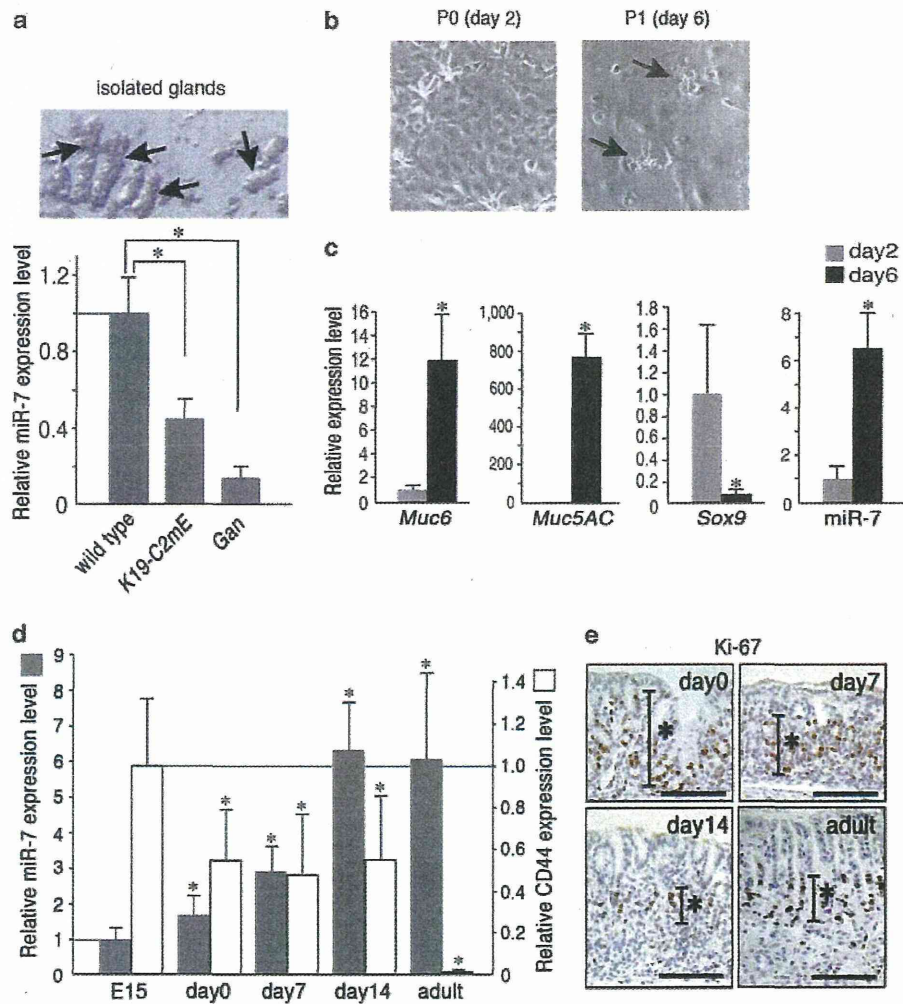 a
isolated glands
Relative miR-7 expression level
1.2
1
0.8
0.4
0
*
*
wild type
K19-C2mE
Gan
b
P0 (day 2)
P1 (day 6)
c
day2
day6
Relative expression level
16
14
12
10
8
6
4
2
0
*
Muc6
1,000
800
600
400
200
0
*
Muc5AC
1.8
1.6
1.4
1.2
1.0
0.8
0.6
0.4
0.2
0
*
Sox9
8
6
4
2
0
*
miR-7
d
Relative miR-7 expression level
9
8
7
6
5
4
3
2
1
0
* * * * * * * *
Relative CD44 expression level
1.4
1.2
1.0
0.8
0.6
0.4
0.2
0
E15 day0 day7 day14 adult
e
Ki-67
day0
*
day7
*
day14
*
adult
*